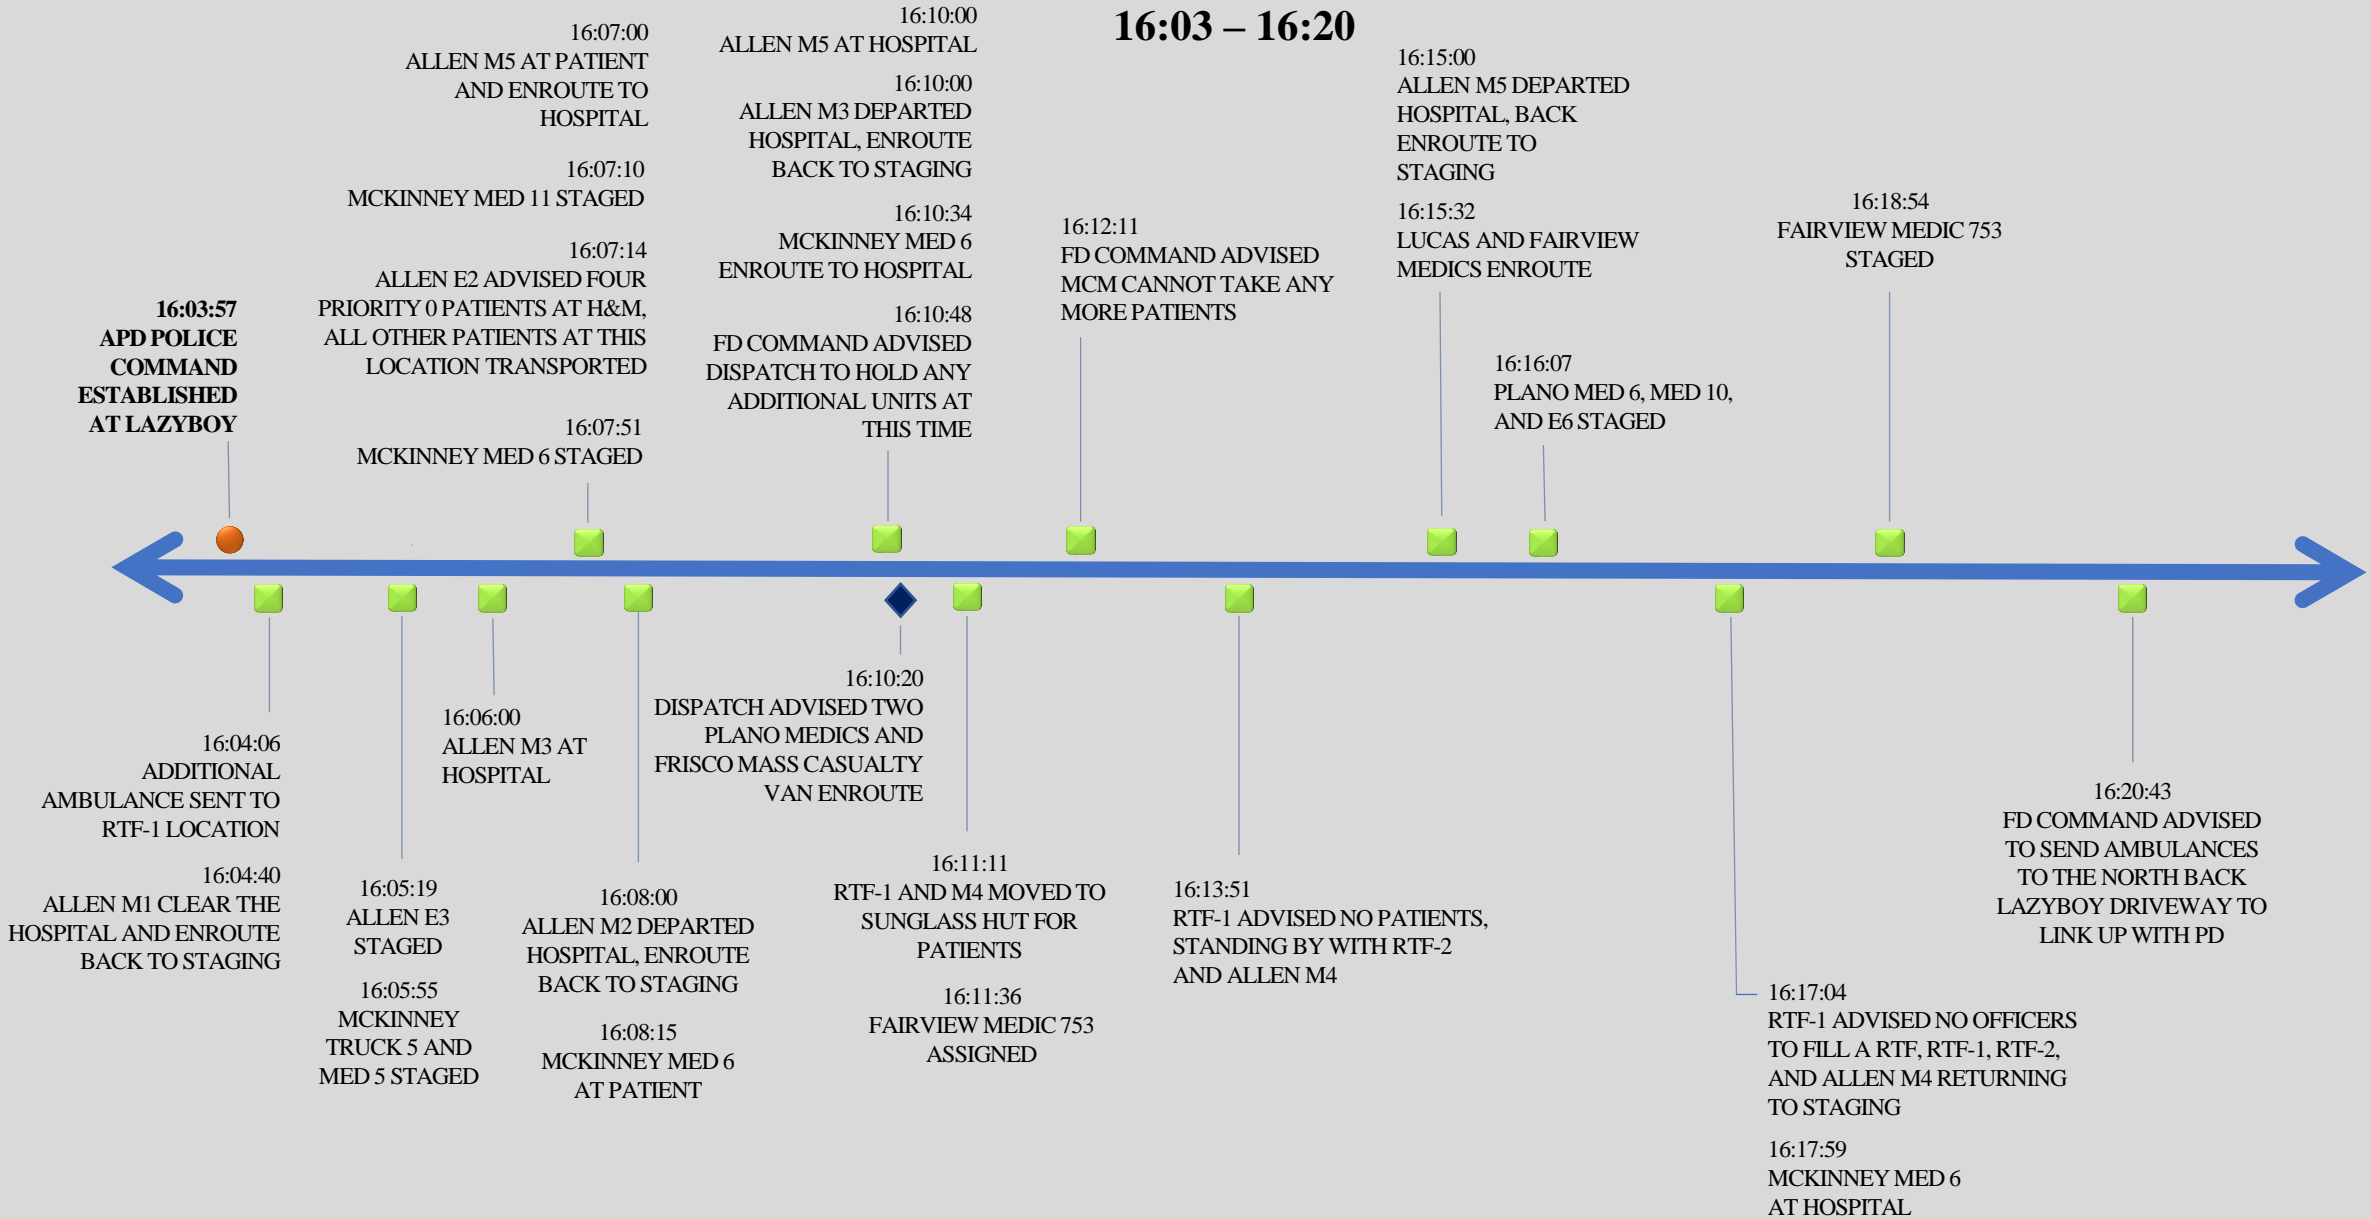 16:03 – 16:20
16:03:57
APD POLICE
COMMAND
ESTABLISHED
AT LAZYBOY
16:07:00
ALLEN M5 AT PATIENT
AND ENROUTE TO
HOSPITAL
16:07:10
MCKINNEY MED 11 STAGED
16:07:14
ALLEN E2 ADVISED FOUR
PRIORITY 0 PATIENTS AT H&M,
ALL OTHER PATIENTS AT THIS
LOCATION TRANSPORTED
16:07:51
MCKINNEY MED 6 STAGED
16:10:00
ALLEN M5 AT HOSPITAL
16:10:00
ALLEN M3 DEPARTED
HOSPITAL, ENROUTE
BACK TO STAGING
16:10:34
MCKINNEY MED 6
ENROUTE TO HOSPITAL
16:10:48
FD COMMAND ADVISED
DISPATCH TO HOLD ANY
ADDITIONAL UNITS AT
THIS TIME
16:12:11
FD COMMAND ADVISED
MCM CANNOT TAKE ANY
MORE PATIENTS
16:15:00
ALLEN M5 DEPARTED
HOSPITAL, BACK
ENROUTE TO
STAGING
16:15:32
LUCAS AND FAIRVIEW
MEDICS ENROUTE
16:16:07
PLANO MED 6, MED 10,
AND E6 STAGED
16:18:54
FAIRVIEW MEDIC 753
STAGED
16:04:06
ADDITIONAL
AMBULANCE SENT TO
RTF-1 LOCATION
16:04:40
ALLEN M1 CLEAR THE
HOSPITAL AND ENROUTE
BACK TO STAGING
16:05:19
ALLEN E3
STAGED
16:05:55
MCKINNEY
TRUCK 5 AND
MED 5 STAGED
16:06:00
ALLEN M3 AT
HOSPITAL
16:08:00
ALLEN M2 DEPARTED
HOSPITAL, ENROUTE
BACK TO STAGING
16:08:15
MCKINNEY MED 6
AT PATIENT
16:10:20
DISPATCH ADVISED TWO
PLANO MEDICS AND
FRISCO MASS CASUALTY
VAN ENROUTE
16:11:11
RTF-1 AND M4 MOVED TO
SUNGLASS HUT FOR
PATIENTS
16:11:36
FAIRVIEW MEDIC 753
ASSIGNED
16:13:51
RTF-1 ADVISED NO PATIENTS,
STANDING BY WITH RTF-2
AND ALLEN M4
16:17:04
RTF-1 ADVISED NO OFFICERS
TO FILL A RTF, RTF-1, RTF-2,
AND ALLEN M4 RETURNING
TO STAGING
16:17:59
MCKINNEY MED 6
AT HOSPITAL
16:20:43
FD COMMAND ADVISED
TO SEND AMBULANCES
TO THE NORTH BACK
LAZYBOY DRIVEWAY TO
LINK UP WITH PD